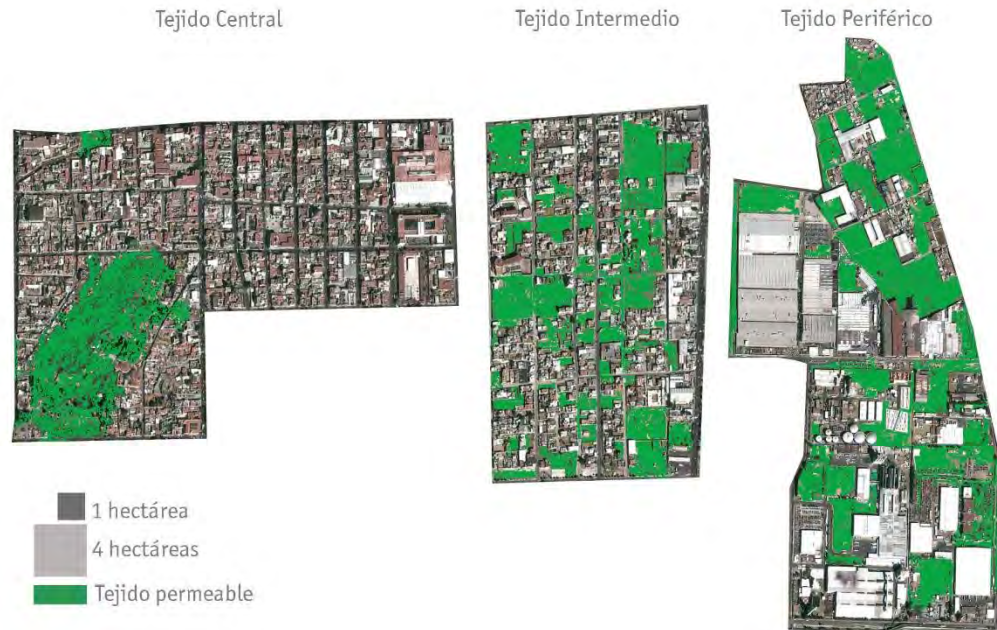 Tejido Central
Tejido Intermedio
Tejido Periférico
1 hectárea
4 hectáreas
Tejido permeable